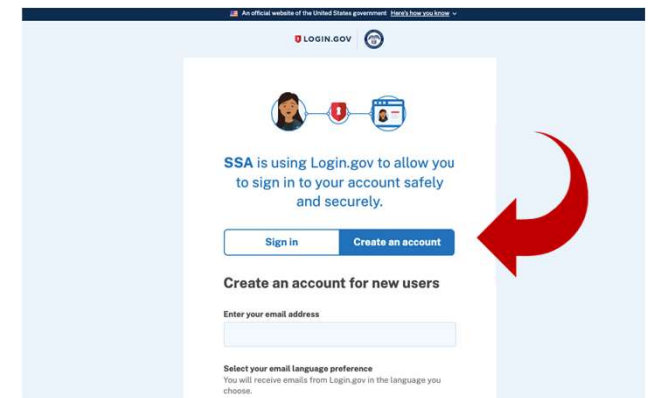 An official website of the United States government Here's how you know
LOGIN.GOV
SSA is using Login.gov to allow you
to sign in to your account safely
and securely.
Sign in
Create an account
Create an account for new users
Enter your email address
Select your email language preference
You will receive emails from Login.gov in the language you
choose.